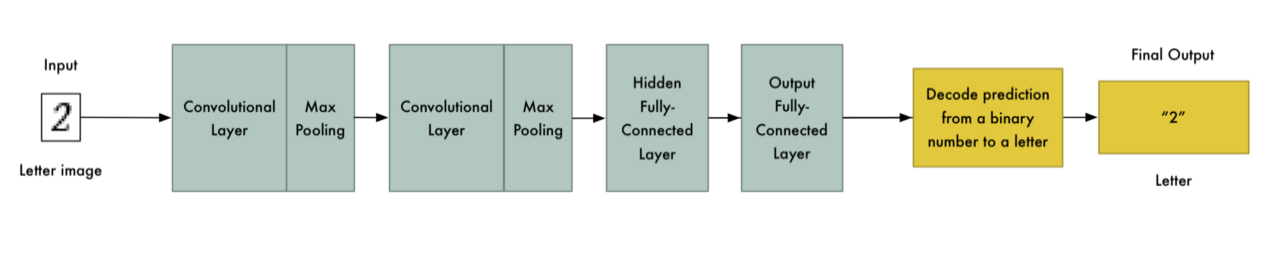 Input
2
Letter image
Convolutional
Layer
Max
Pooling
Convolutional
Layer
Max
Pooling
Hidden
Fully-
Connected
Layer
Output
Fully-
Connected
Layer
Decode prediction
from a binary
number to a letter
Final Output
“2”
Letter